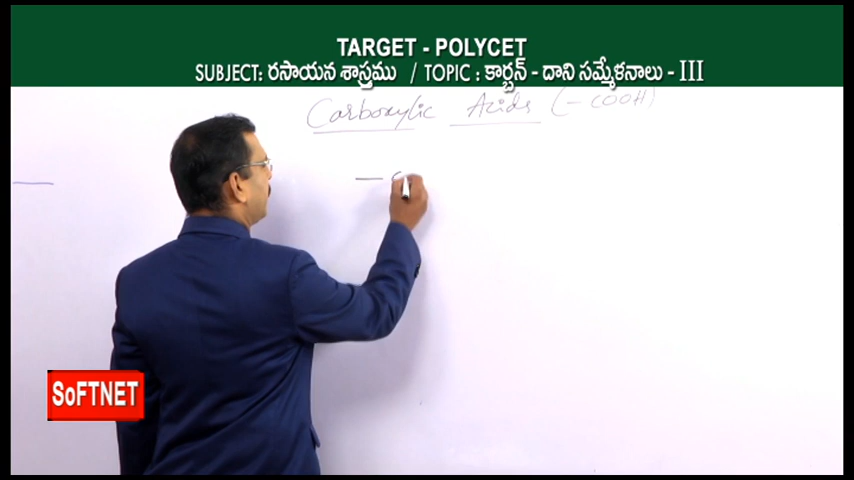 TARGET - POLYCET
SUBJECT: రసాయన శాస్త్రము / TOPIC : కార్బన్ - దాని సమ్మేళనాలు - III
Carboxylic Acids (- COOH)
— C
SoFTNET